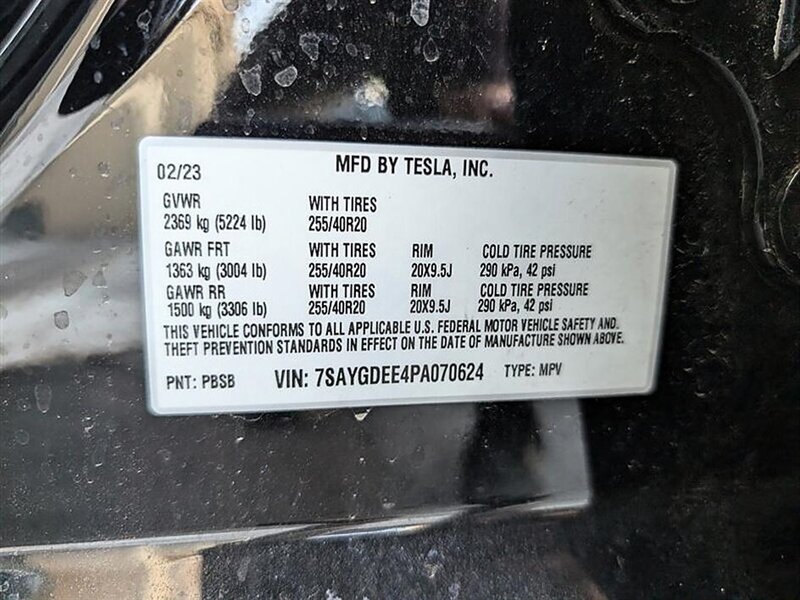 02/23 MFD BY TESLA, INC.
GVWR WITH TIRES
2369 kg (5224 lb) 255/40R20
GAWR FRT WITH TIRES RIM COLD TIRE PRESSURE
1363 kg (3004 lb) 255/40R20 20X9.5J 290 kPa, 42 psi
GAWR RR WITH TIRES RIM COLD TIRE PRESSURE
1500 kg (3306 lb) 255/40R20 20X9.5J 290 kPa, 42 psi
THIS VEHICLE CONFORMS TO ALL APPLICABLE U.S. FEDERAL MOTOR VEHICLE SAFETY AND.
THEFT PREVENTION STANDARDS IN EFFECT ON THE DATE OF MANUFACTURE SHOWN ABOVE.
PNT: PBSB VIN: 7SAYGDEE4PA070624 TYPE: MPV